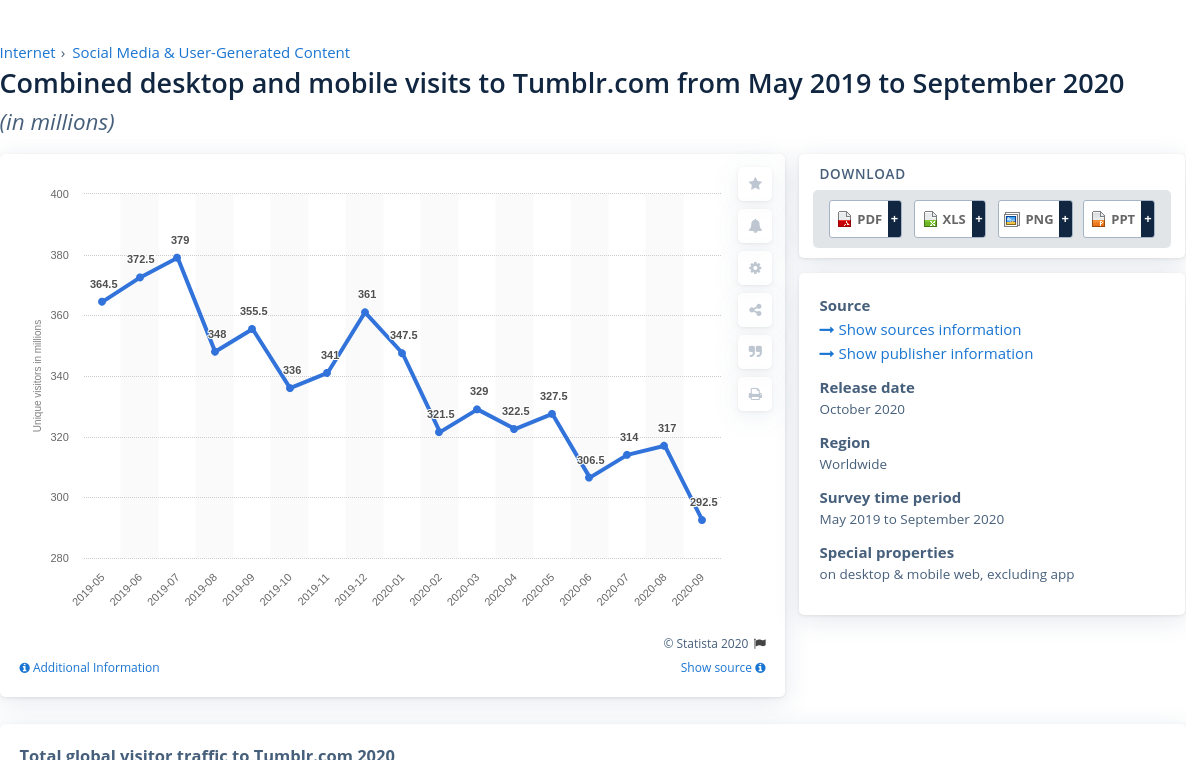 Internet › Social Media & User-Generated Content
Combined desktop and mobile visits to Tumblr.com from May 2019 to September 2020
(in millions)
400
380
360
340
320
300
280
Unique visitors in millions
364.5
372.5
379
348
355.5
336
341
361
347.5
321.5
329
322.5
327.5
306.5
314
317
292.5
2019-05
2019-06
2019-07
2019-08
2019-09
2019-10
2019-11
2019-12
2020-01
2020-02
2020-03
2020-04
2020-05
2020-06
2020-07
2020-08
2020-09
© Statista 2020
Additional Information
Show source
DOWNLOAD
PDF + XLS + PNG + PPT +
Source
Show sources information
Show publisher information
Release date
October 2020
Region
Worldwide
Survey time period
May 2019 to September 2020
Special properties
on desktop & mobile web, excluding app
Total global visitor traffic to Tumblr.com 2020